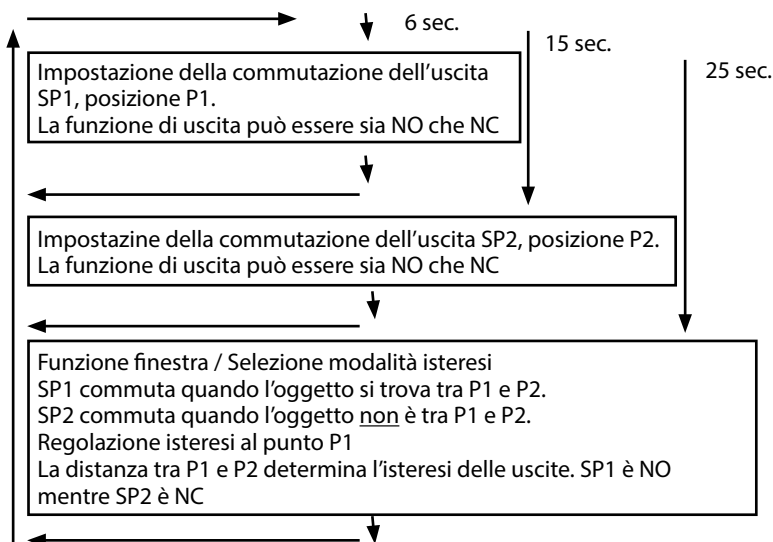 6 sec.
15 sec.
25 sec.
Impostazione della commutazione dell’uscita
SP1, posizione P1.
La funzione di uscita può essere sia NO che NC
Impostazine della commutazione dell’uscita SP2, posizione P2.
La funzione di uscita può essere sia NO che NC
Funzione finestra / Selezione modalità isteresi
SP1 commuta quando l’oggetto si trova tra P1 e P2.
SP2 commuta quando l’oggetto non è tra P1 e P2.
Regolazione isteresi al punto P1
La distanza tra P1 e P2 determina l’isteresi delle uscite. SP1 è NO
mentre SP2 è NC